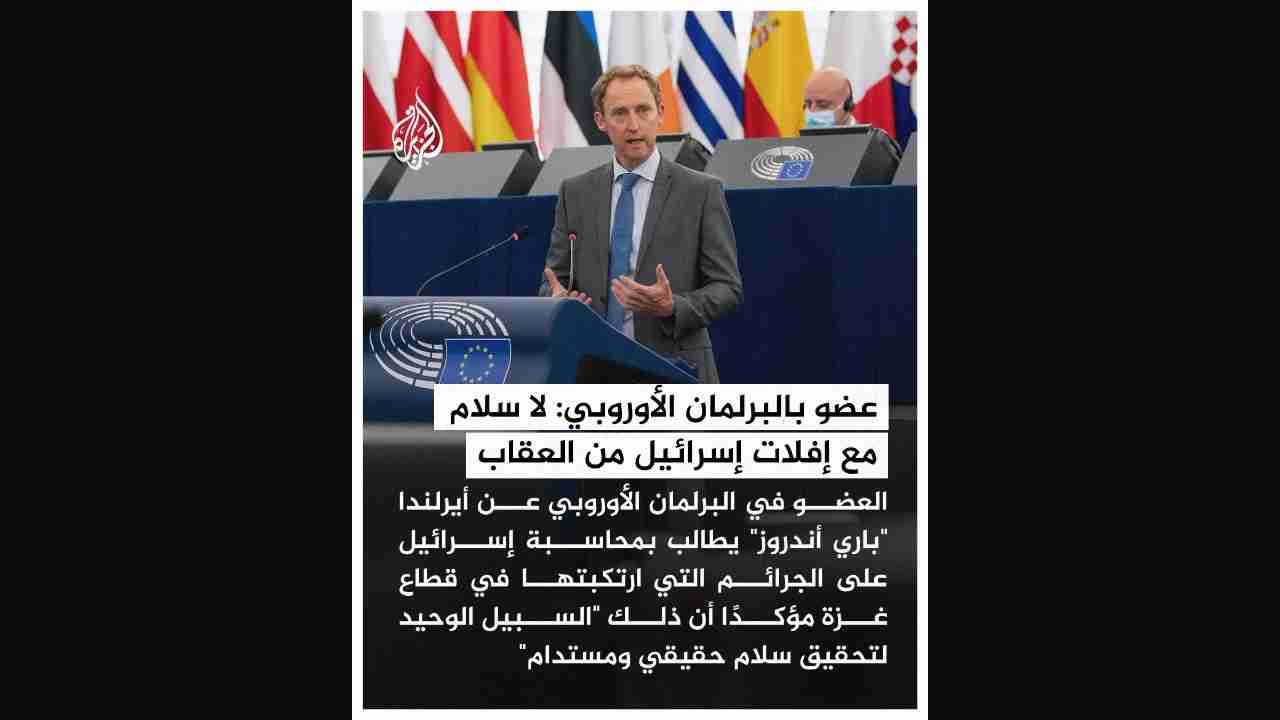 الجزيرة
عضو بالبرلمان الأوروبي: لا سلام
مع إفلات إسرائيل من العقاب
العضو في البرلمان الأوروبي عن أيرلندا
"باري أندروز" يطالب بمحاسبة إسرائيل
على الجرائم التي ارتكبتها في قطاع
غزة مؤكدًا أن ذلك "السبيل الوحيد
لتحقيق سلام حقيقي ومستدام"